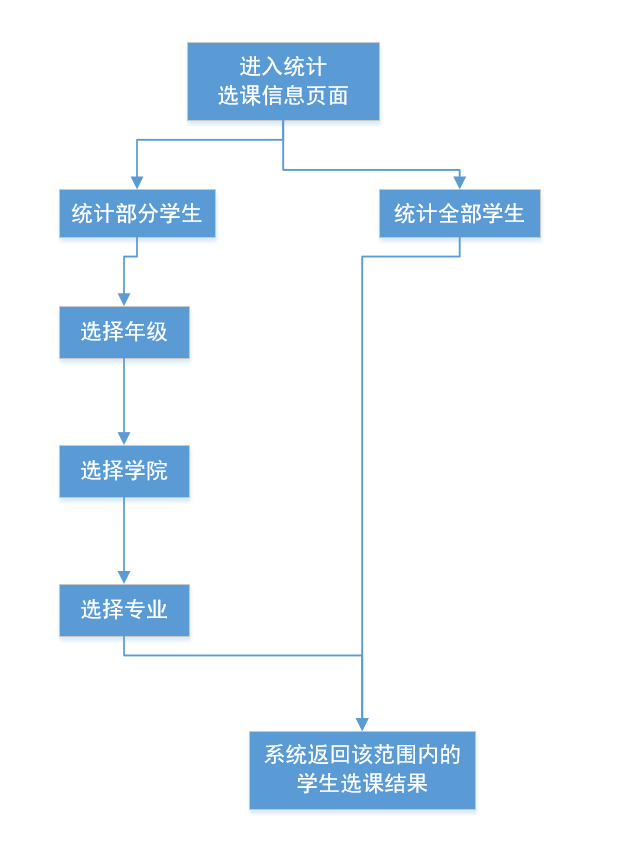 进入统计
选课信息页面
统计部分学生
统计全部学生
选择年级
选择学院
选择专业
系统返回该范围内的
学生选课结果